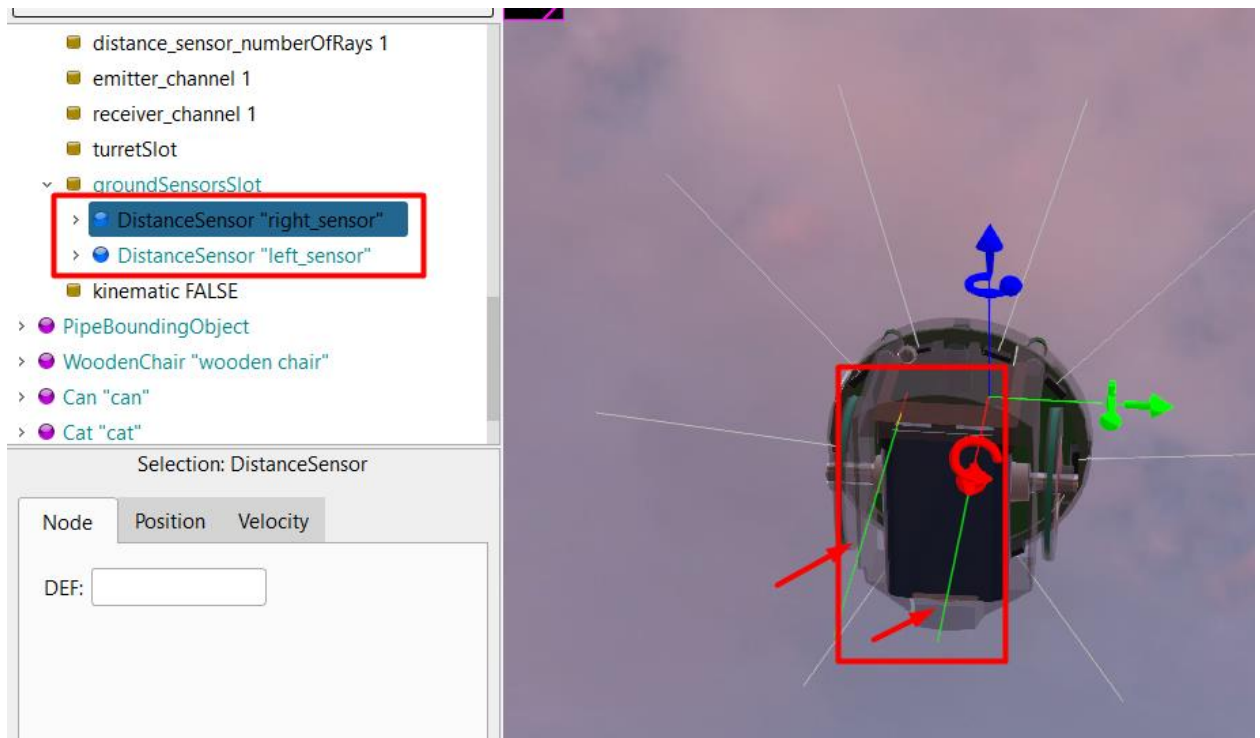 distance_sensor_numberOfRays 1
emitter_channel 1
receiver_channel 1
turretSlot
groundSensorsSlot
DistanceSensor "right_sensor"
DistanceSensor "left_sensor"
kinematic FALSE
PipeBoundingObject
WoodenChair "wooden chair"
Can "can"
Cat "cat"
Selection: DistanceSensor
Node Position Velocity
DEF: